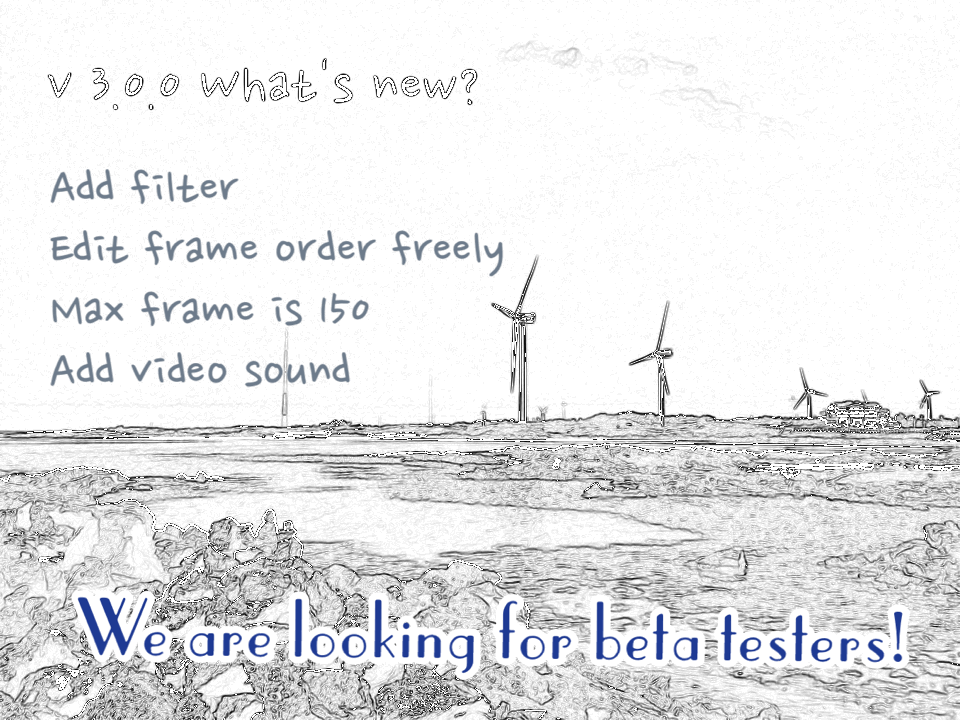 v 3.0.0 What's new?
Add filter
Edit frame order freely
Max frame is 150
Add video sound
We are looking for beta testers!